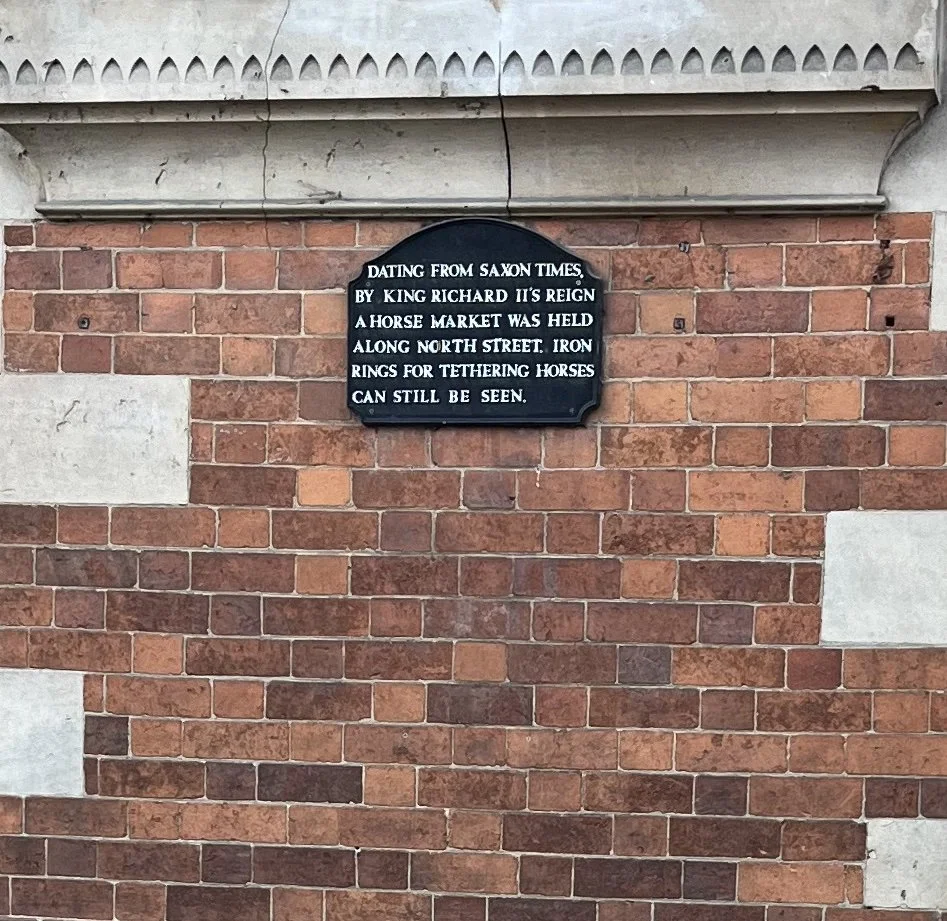 DATING FROM SAXON TIMES,
BY KING RICHARD II'S REIGN
A HORSE MARKET WAS HELD
ALONG NORTH STREET. IRON
RINGS FOR TETHERING HORSES
CAN STILL BE SEEN.